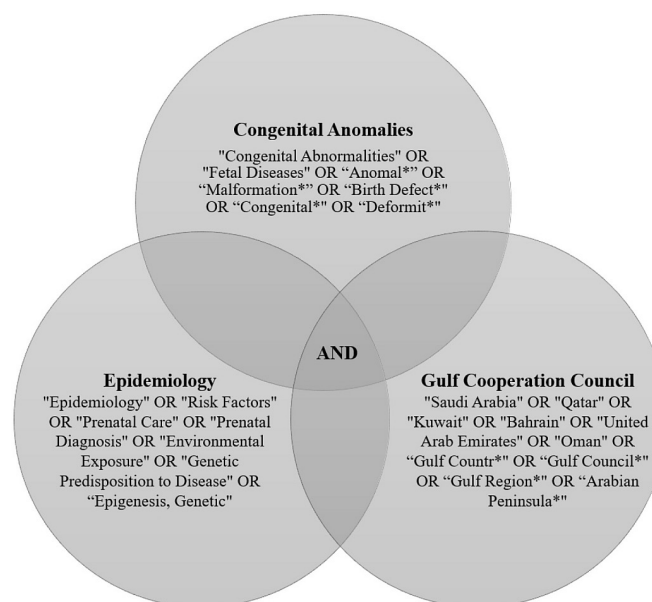 Congenital Anomalies
"Congenital Abnormalities" OR
"Fetal Diseases" OR “Anomal*” OR
“Malformation*” OR “Birth Defect*"
OR “Congenital*" OR “Deformit*"
AND
Epidemiology
"Epidemiology" OR "Risk Factors"
OR "Prenatal Care" OR "Prenatal
Diagnosis" OR "Environmental
Exposure" OR "Genetic
Predisposition to Disease" OR
“Epigenesis, Genetic"
Gulf Cooperation Council
"Saudi Arabia" OR "Qatar" OR
"Kuwait" OR "Bahrain" OR "United
Arab Emirates" OR "Oman" OR
“Gulf Countr*" OR “Gulf Council*"
OR “Gulf Region*" OR “Arabian
Peninsula*"